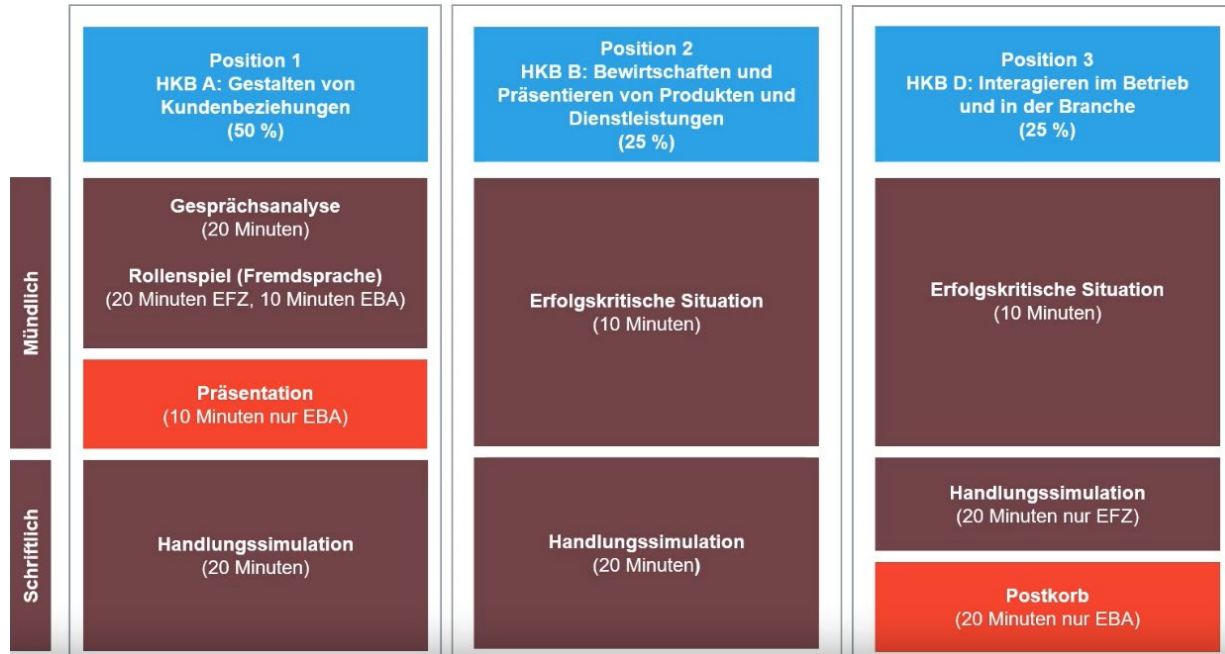 Position 1
HKB A: Gestalten von
Kundenbeziehungen
(50 %)
Position 2
HKB B: Bewirtschaften und
Präsentieren von Produkten und
Dienstleistungen
(25 %)
Position 3
HKB D: Interagieren im Betrieb
und in der Branche
(25 %)
Mündlich
Gesprächsanalyse
(20 Minuten)
Rollenspiel (Fremdsprache)
(20 Minuten EFZ, 10 Minuten EBA)
Präsentation
(10 Minuten nur EBA)
Erfolgskritische Situation
(10 Minuten)
Erfolgskritische Situation
(10 Minuten)
Schriftlich
Handlungssimulation
(20 Minuten)
Handlungssimulation
(20 Minuten)
Handlungssimulation
(20 Minuten nur EFZ)
Postkorb
(20 Minuten nur EBA)